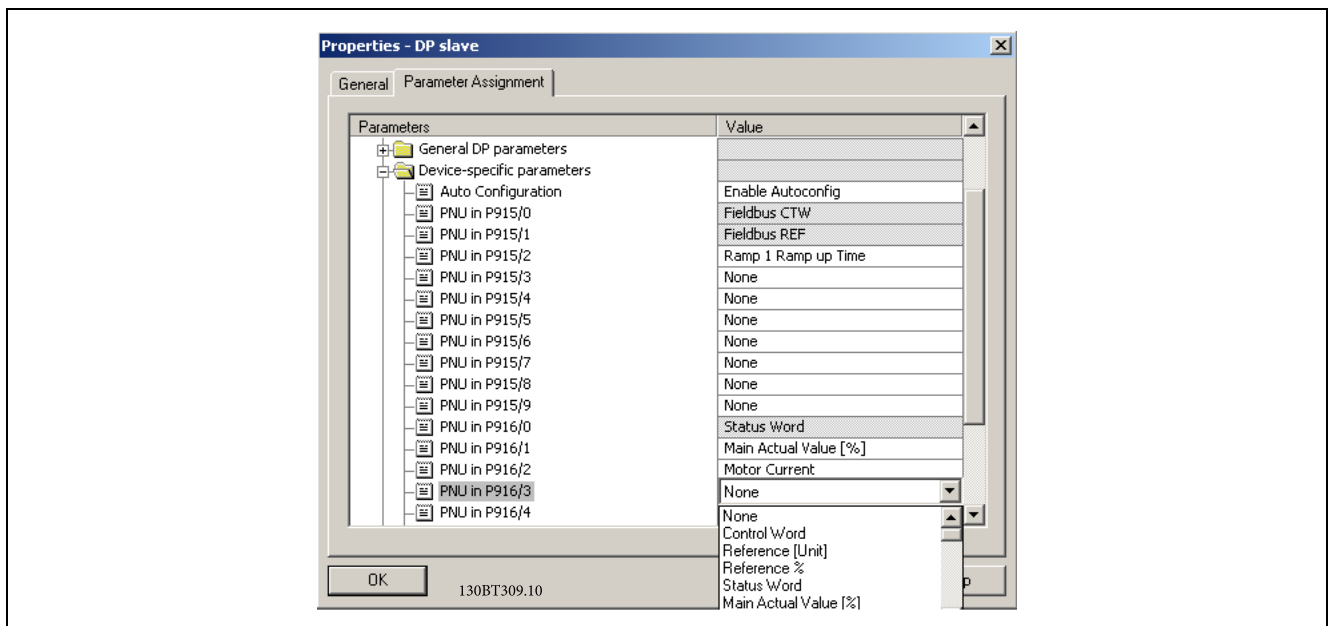 Properties - DP slave
General Parameter Assignment
Parameters Value
General DP parameters
Device-specific parameters
Auto Configuration Enable Autoconfig
PNU in P915/0 Fieldbus CTW
PNU in P915/1 Fieldbus REF
PNU in P915/2 Ramp 1 Ramp up Time
PNU in P915/3 None
PNU in P915/4 None
PNU in P915/5 None
PNU in P915/6 None
PNU in P915/7 None
PNU in P915/8 None
PNU in P915/9 None
PNU in P916/0 Status Word
PNU in P916/1 Main Actual Value [%]
PNU in P916/2 Motor Current
PNU in P916/3 None
PNU in P916/4
None
Control Word
Reference [Unit]
Reference %
Status Word
Main Actual Value [%]
OK 130BT309.10 p